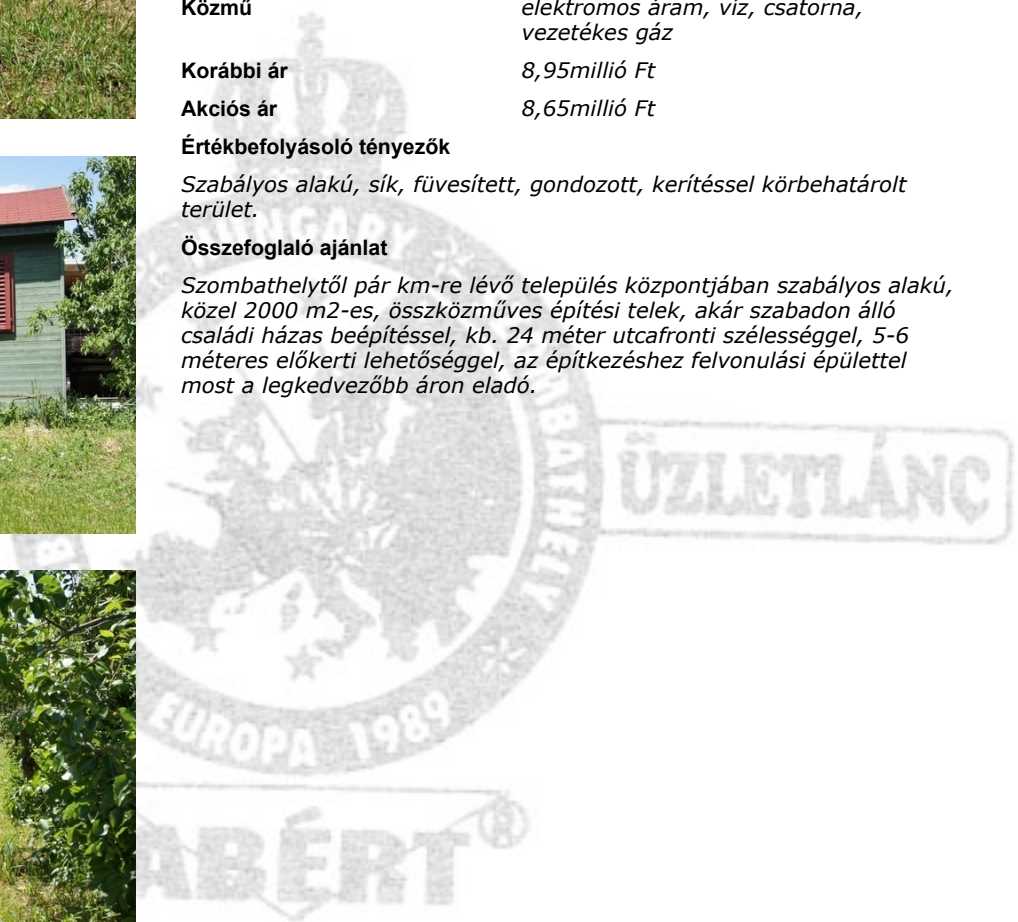 Közmű elektromos áram, víz, csatorna,
vezetékes gáz
Korábbi ár 8,95millió Ft
Akciós ár 8,65millió Ft
Értékbefolyásoló tényezők
Szabályos alakú, sík, füvesített, gondozott, kerítéssel körbehatárolt
terület.
Összefoglaló ajánlat
Szombathelytől pár km-re lévő település központjában szabályos alakú,
közel 2000 m2-es, összközműves építési telek, akár szabadon álló
családi házas beépítéssel, kb. 24 méter utcafronti szélességgel, 5-6
méteres előkerti lehetőséggel, az építkezéshez felvonulási épülettel
most a legkedvezőbb áron eladó.
HUNGARY
ÜZLETLÁNC
EUROPA 1989
ABÉRT®